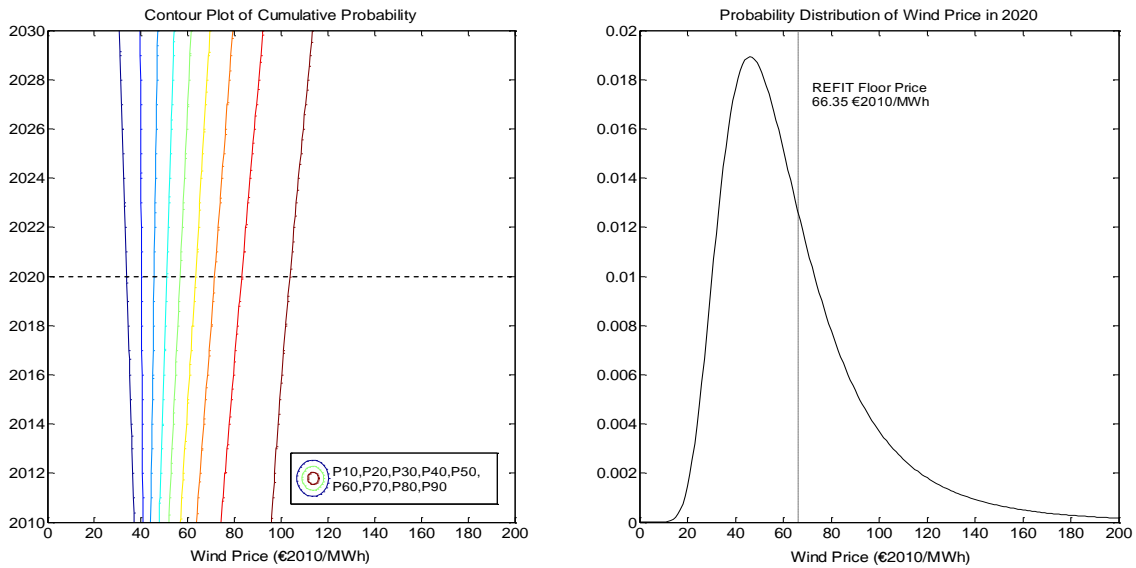 Contour Plot of Cumulative Probability
2030
2028
2026
2024
2022
2020
2018
2016
2014
2012
2010
0 20 40 60 80 100 120 140 160 180 200
Wind Price (€2010/MWh)
P10,P20,P30,P40,P50,
P60,P70,P80,P90
Probability Distribution of Wind Price in 2020
0.02
0.018
0.016
0.014
0.012
0.01
0.008
0.006
0.004
0.002
0
0 20 40 60 80 100 120 140 160 180 200
Wind Price (€2010/MWh)
REFIT Floor Price
66.35 €2010/MWh